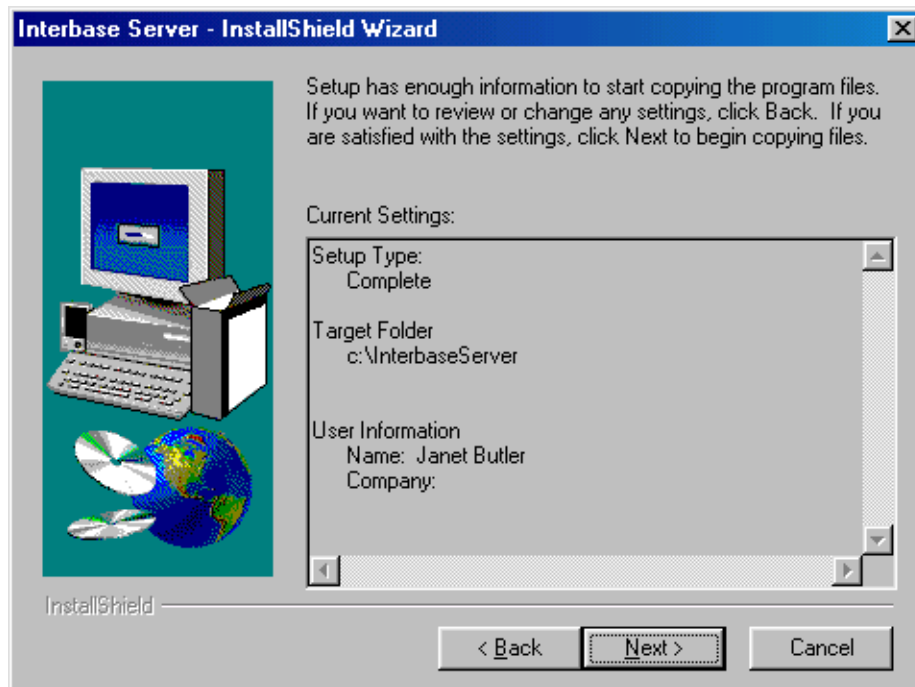 Interbase Server - InstallShield Wizard
Setup has enough information to start copying the program files.
If you want to review or change any settings, click Back.  If you
are satisfied with the settings, click Next to begin copying files.
Current Settings:
Setup Type:
Complete
Target Folder
c:\InterbaseServer
User Information
Name:  Janet Butler
Company:
InstallShield
< Back
Next >
Cancel